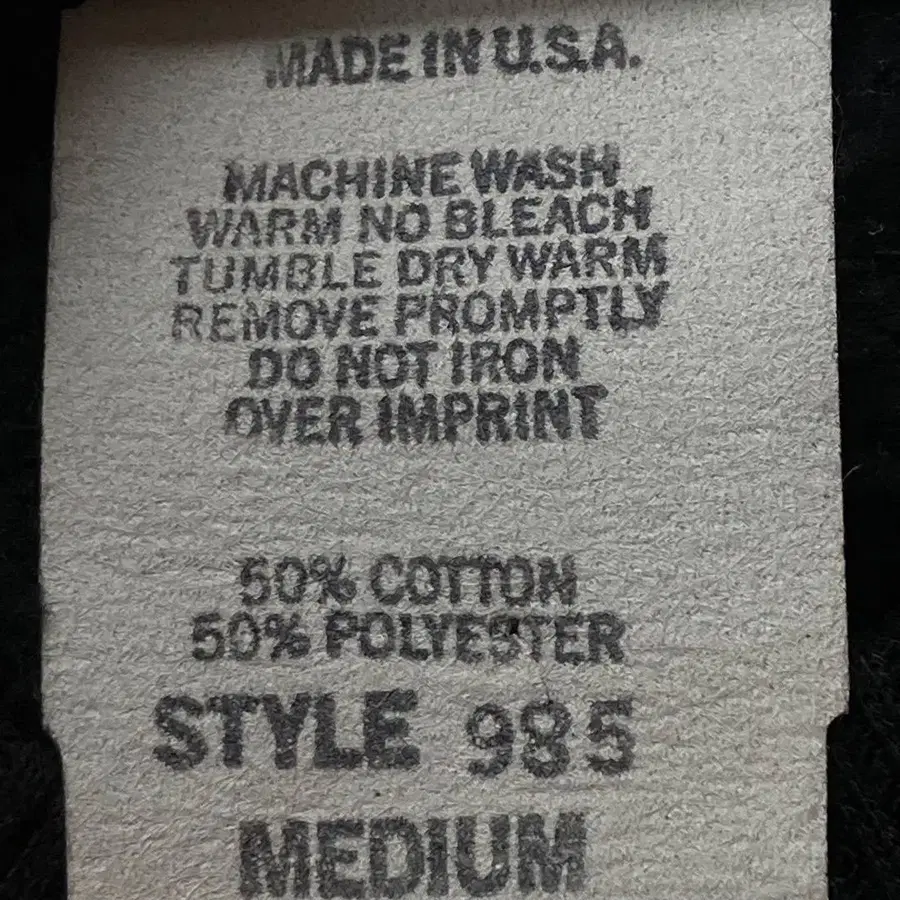 MADE IN U.S.A.
MACHINE WASH
WARM NO BLEACH
TUMBLE DRY WARM
REMOVE PROMPTLY
DO NOT IRON
OVER IMPRINT
50% COTTON
50% POLYESTER
STYLE 985
MEDIUM